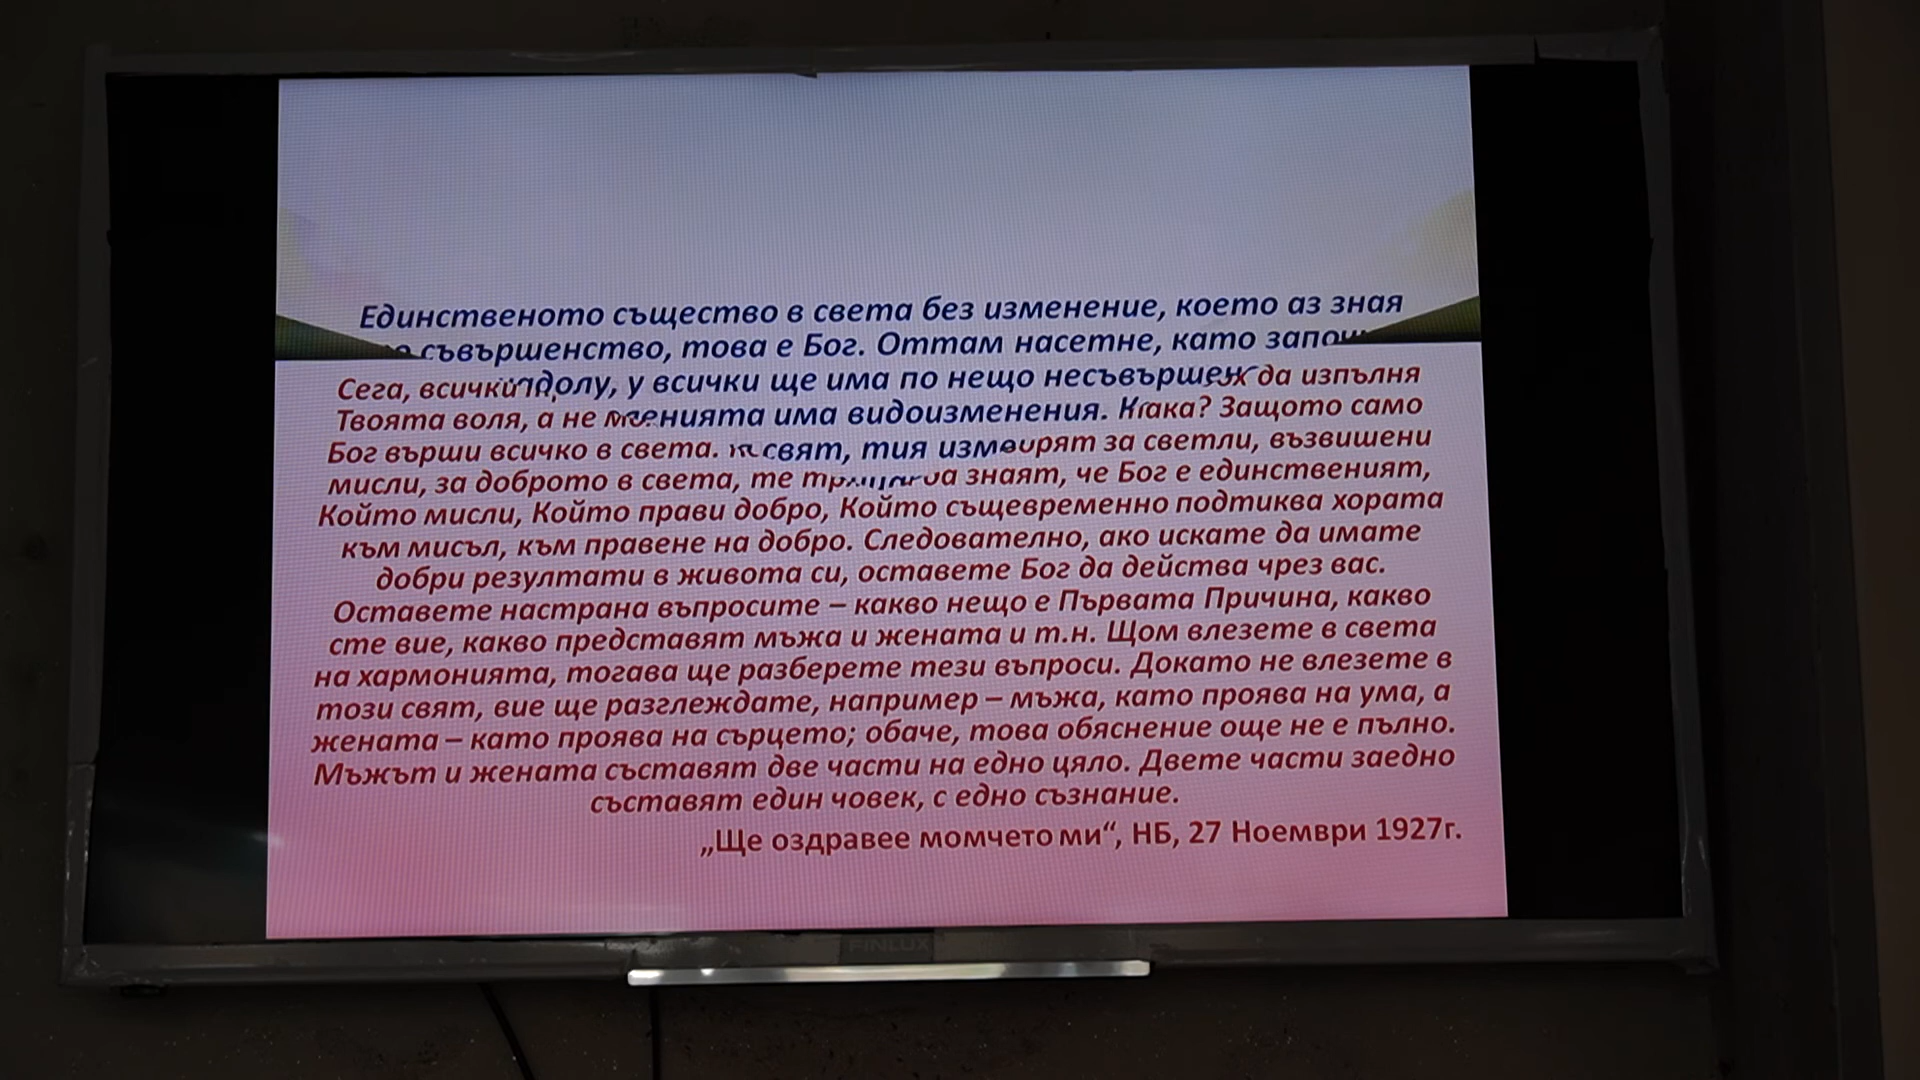 Единственото същество в света без изменение, което аз зная
съвършенство, това е Бог. Оттам насетне, като
Сега, всички долу, у всички ще има по нещо да изпълня
Твоята воля, а не има видоизменения. Защото само
Бог върши всичко в света. свят, тия за светли, възвишени
мисли, за доброто в света, те знаят, че Бог е единственият,
Който мисли, Който прави добро, Който същевременно подтиква хората
към мисъл, към правене на добро. Следователно, ако искате да имате
добри резултати в живота си, оставете Бог да действа чрез вас.
Оставете настрана въпросите – какво нещо е Първата Причина, какво
сте вие, какво представят мъжа и жената и т.н. Щом влезете в света
на хармонията, тогава ще разберете тези въпроси. Докато не влезете в
този свят, вие ще разглеждате, например – мъжа, като проява на ума, а
жената – като проява на сърцето; обаче, това обяснение още не е пълно.
Мъжът и жената съставят две части на едно цяло. Двете части заедно
съставят един човек, с едно съзнание.
„Ще оздравее момчето ми“, НБ, 27 Ноември 1927г.
FINLUX